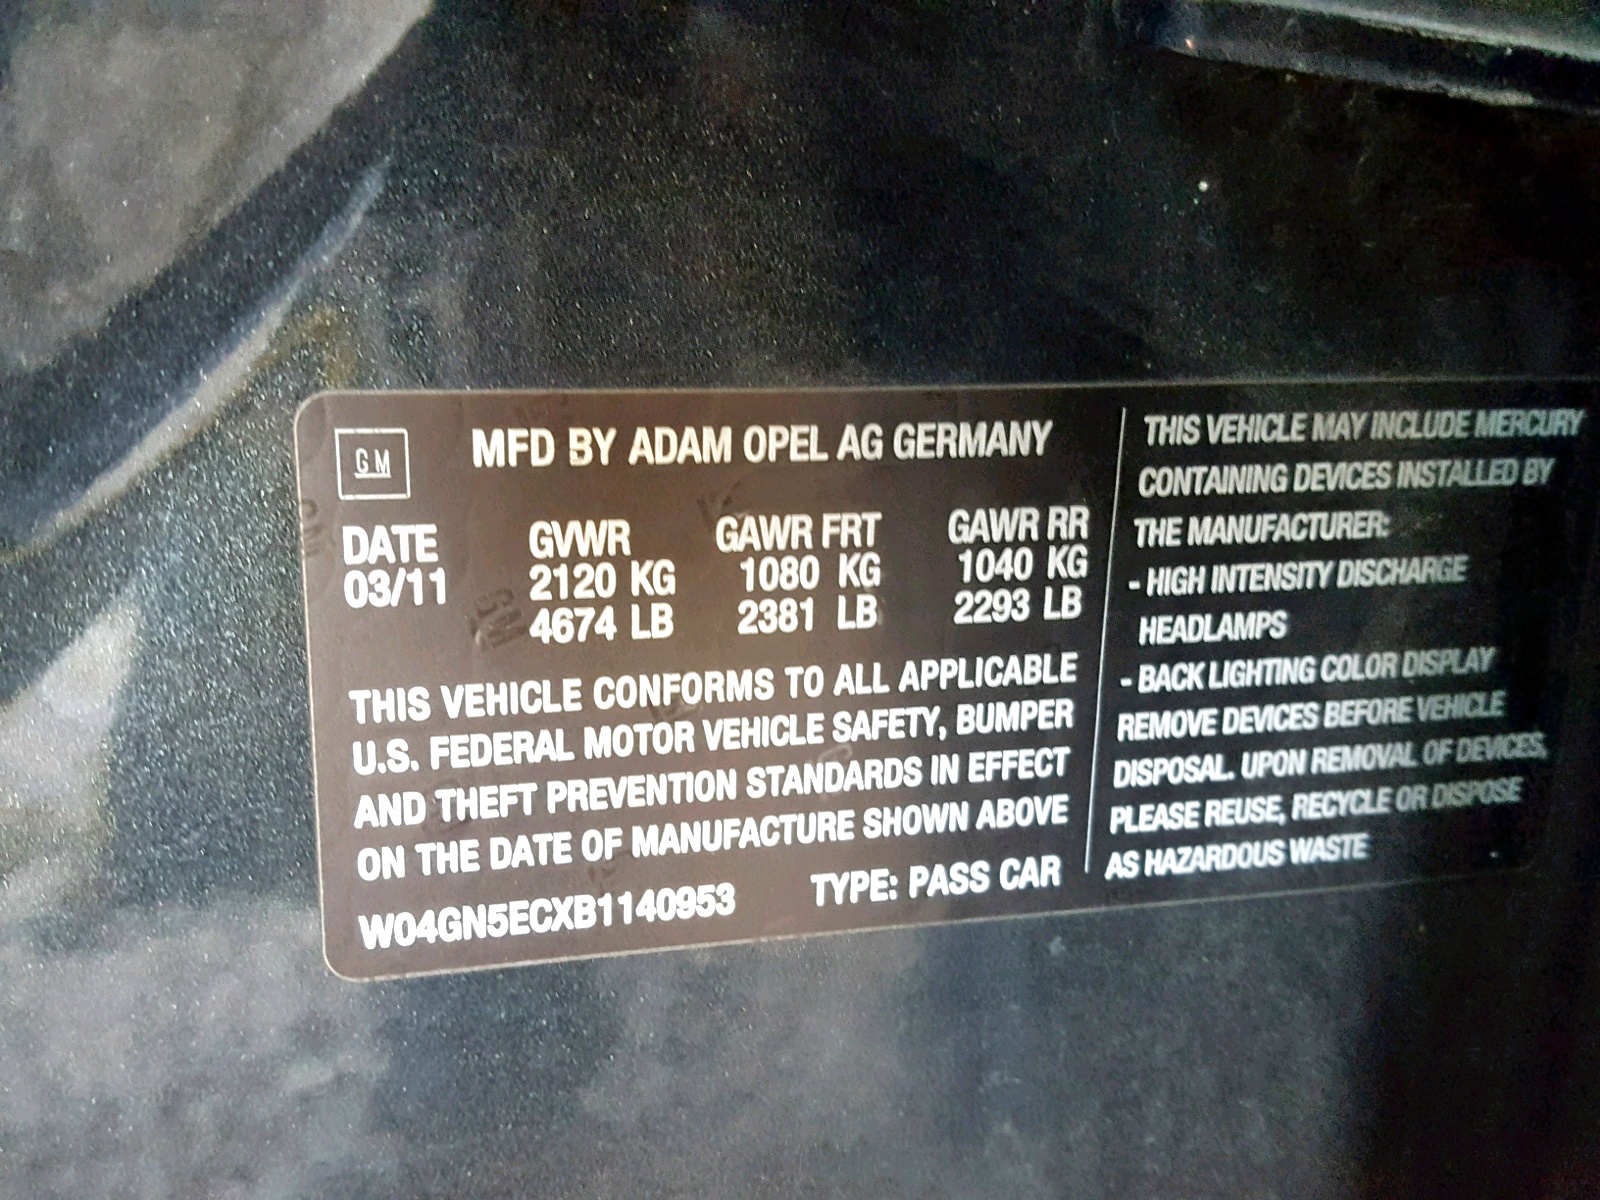 GM
MFD BY ADAM OPEL AG GERMANY
DATE GVWR GAWR FRT GAWR RR
03/11 2120 KG 1080 KG 1040 KG
4674 LB 2381 LB 2293 LB
THIS VEHICLE CONFORMS TO ALL APPLICABLE
U.S. FEDERAL MOTOR VEHICLE SAFETY, BUMPER
AND THEFT PREVENTION STANDARDS IN EFFECT
ON THE DATE OF MANUFACTURE SHOWN ABOVE
W04GN5ECXB1140953 TYPE: PASS CAR
THIS VEHICLE MAY INCLUDE MERCURY
CONTAINING DEVICES INSTALLED BY
THE MANUFACTURER:
- HIGH INTENSITY DISCHARGE
HEADLAMPS
- BACK LIGHTING COLOR DISPLAY
REMOVE DEVICES BEFORE VEHICLE
DISPOSAL. UPON REMOVAL OF DEVICES,
PLEASE REUSE, RECYCLE OR DISPOSE
AS HAZARDOUS WASTE